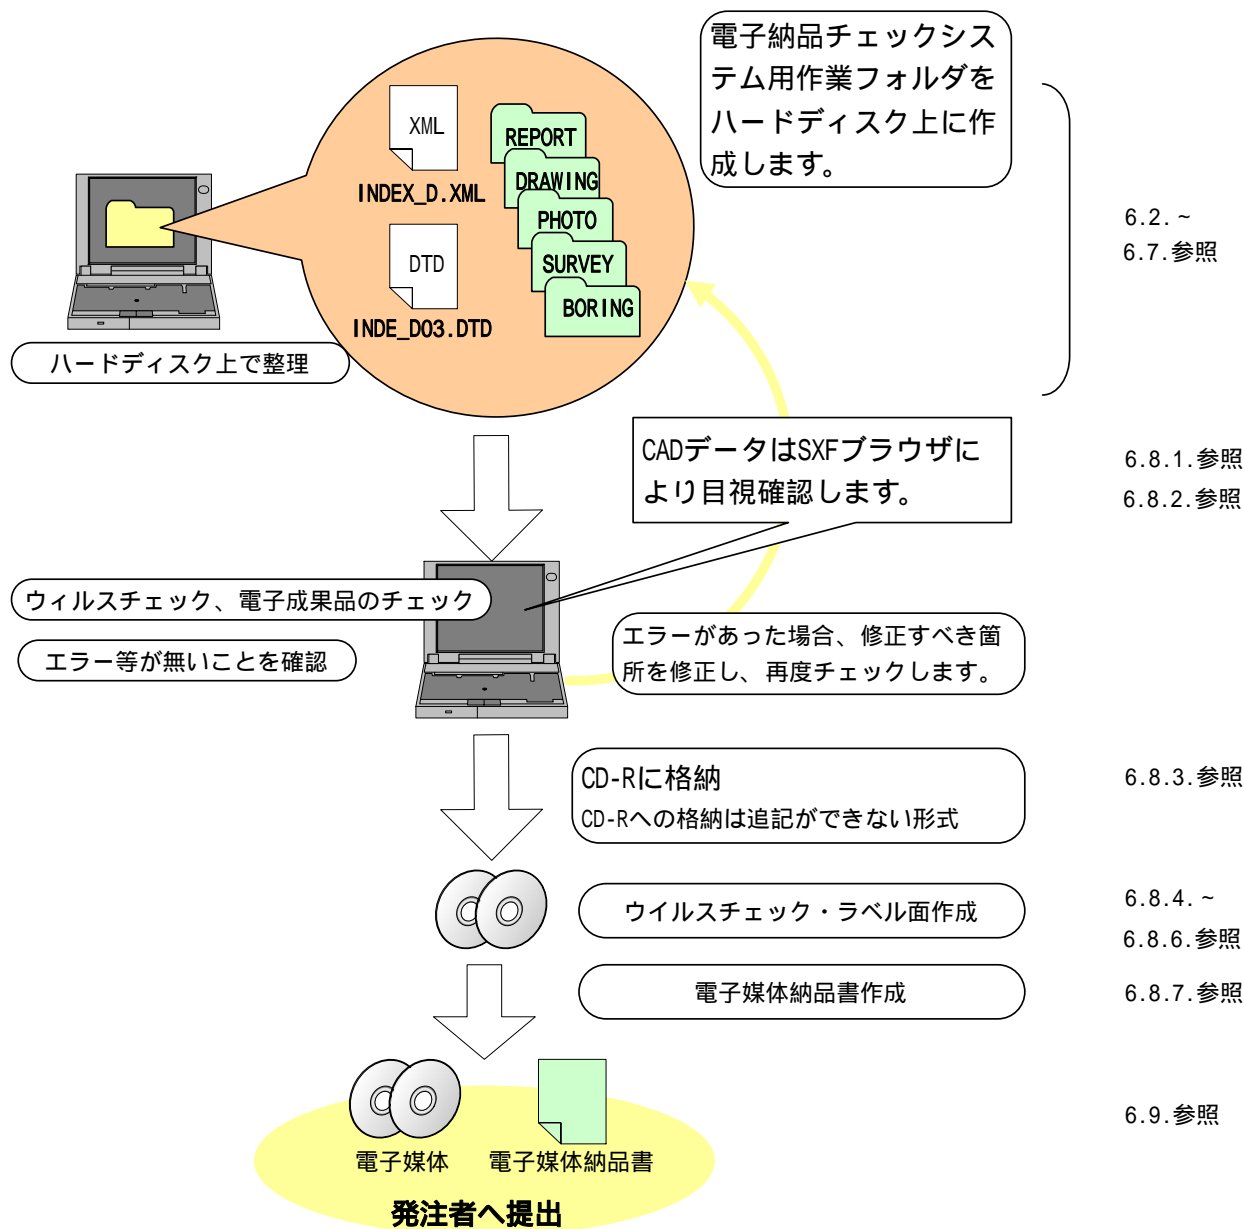 電子納品チェックシス
テム用作業フォルダを
ハードディスク上に作
成します。
XML
INDEX_D.XML
DTD
INDE_D03.DTD
REPORT
DRAWING
PHOTO
SURVEY
BORING
6.2.~
6.7.参照
ハードディスク上で整理
CADデータはSXFブラウザに
より目視確認します。
6.8.1.参照
6.8.2.参照
ウィルスチェック、電子成果品のチェック
エラー等が無いことを確認
エラーがあった場合、修正すべき箇
所を修正し、再度チェックします。
CD-Rに格納
CD-Rへの格納は追記ができない形式
6.8.3.参照
ウイルスチェック・ラベル面作成
6.8.4.~
6.8.6.参照
電子媒体納品書作成
6.8.7.参照
電子媒体
電子媒体納品書
6.9.参照
発注者へ提出